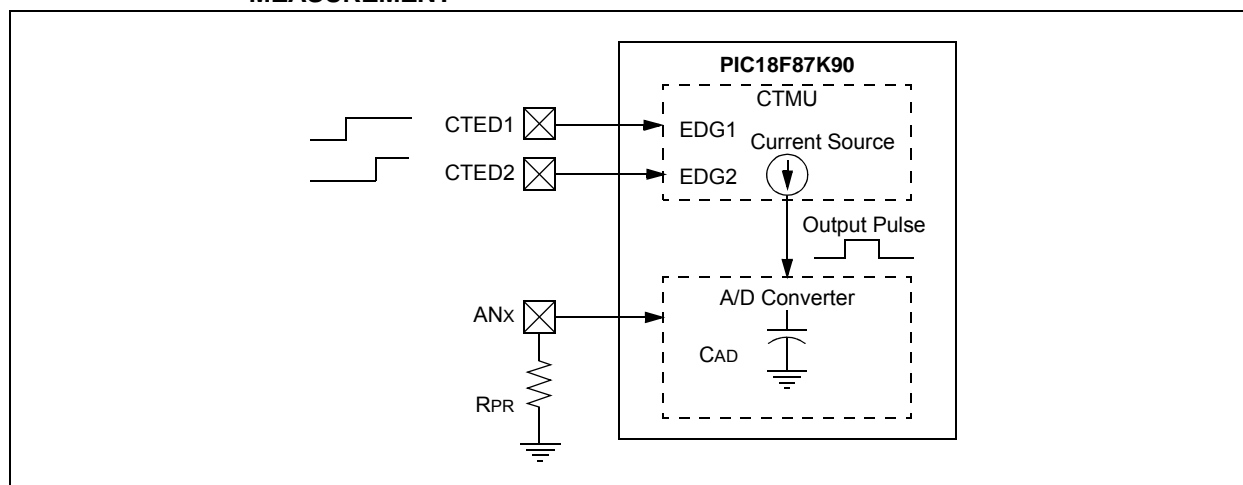 MEASUREMENT
PIC18F87K90
CTMU
CTED1
EDG1
Current Source
CTED2
EDG2
Output Pulse
A/D Converter
ANX
CAD
RPR